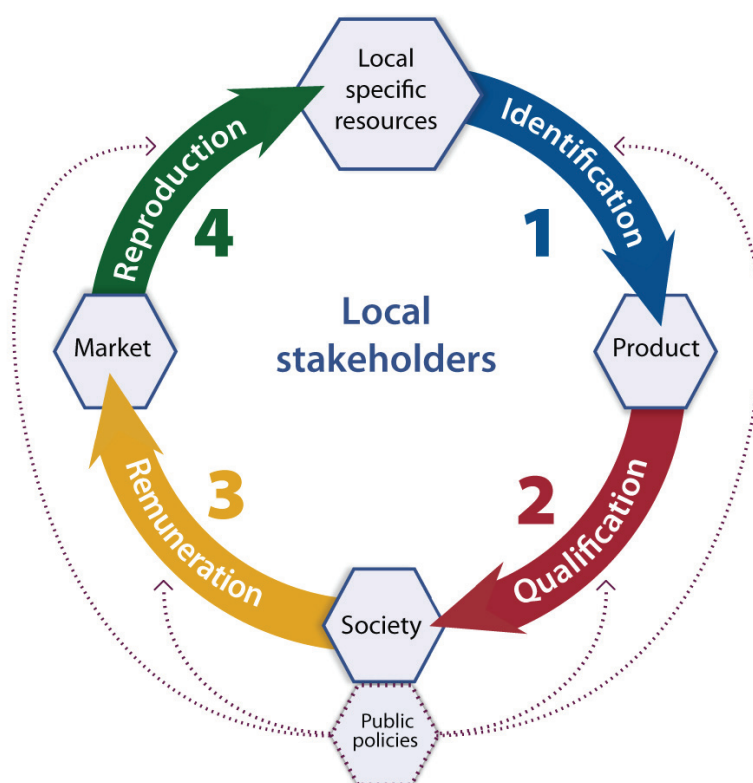 Local
specific
resources
Identification
1
Product
Qualification
2
Society
Remuneration
3
Market
Reproduction
4
Local
stakeholders
Public
policies